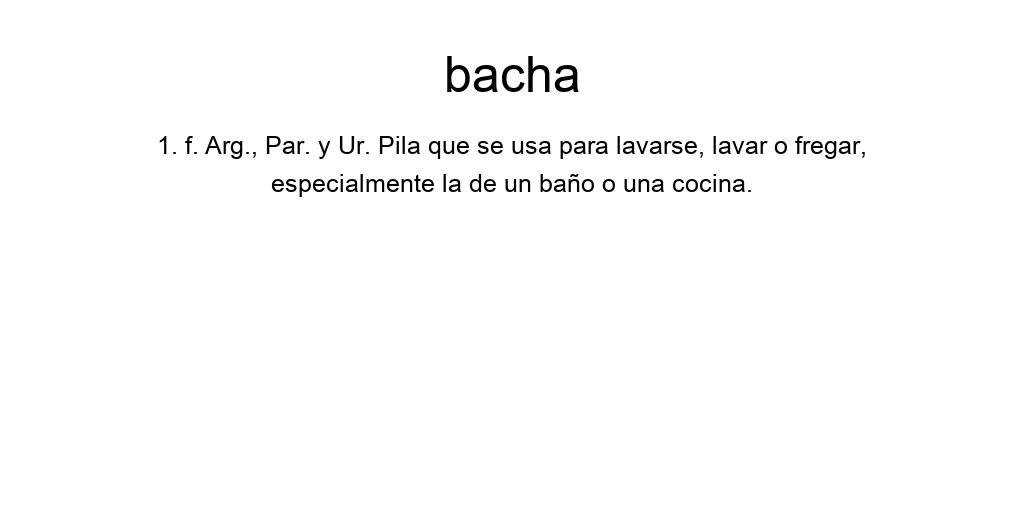 bacha
1. f. Arg., Par. y Ur. Pila que se usa para lavarse, lavar o fregar,
especialmente la de un baño o una cocina.